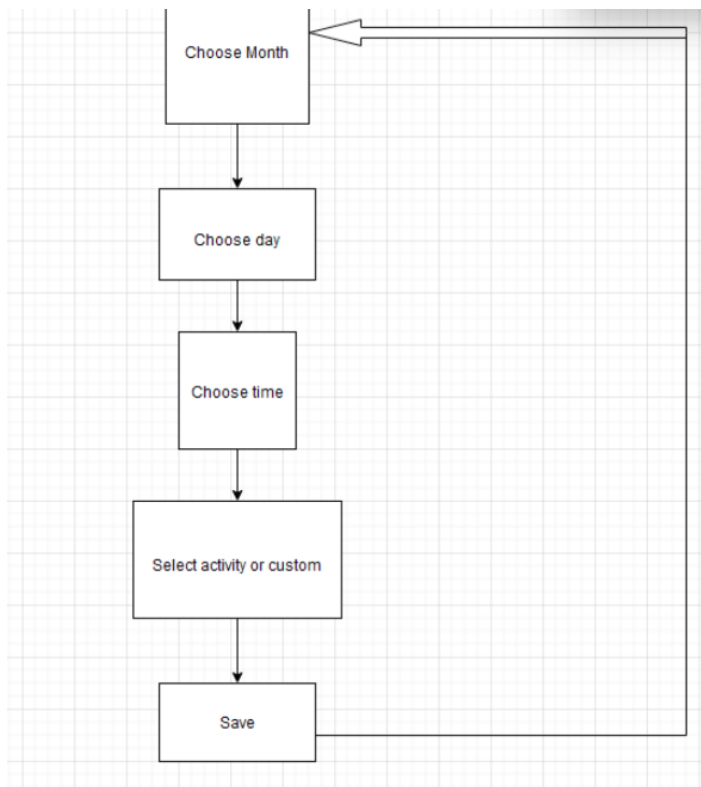 Choose Month
Choose day
Choose time
Select activity or custom
Save